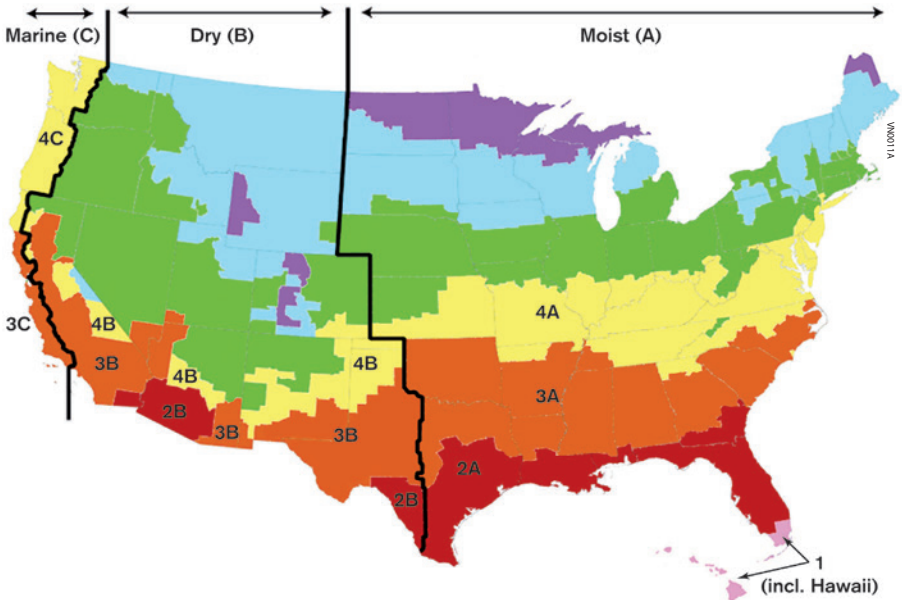 Marine (C)
Dry (B)
Moist (A)
VN0011A
4C
3C
4B
3B
4B
2B
3B
4B
3B
2B
4A
3A
2A
1
(incl. Hawaii)